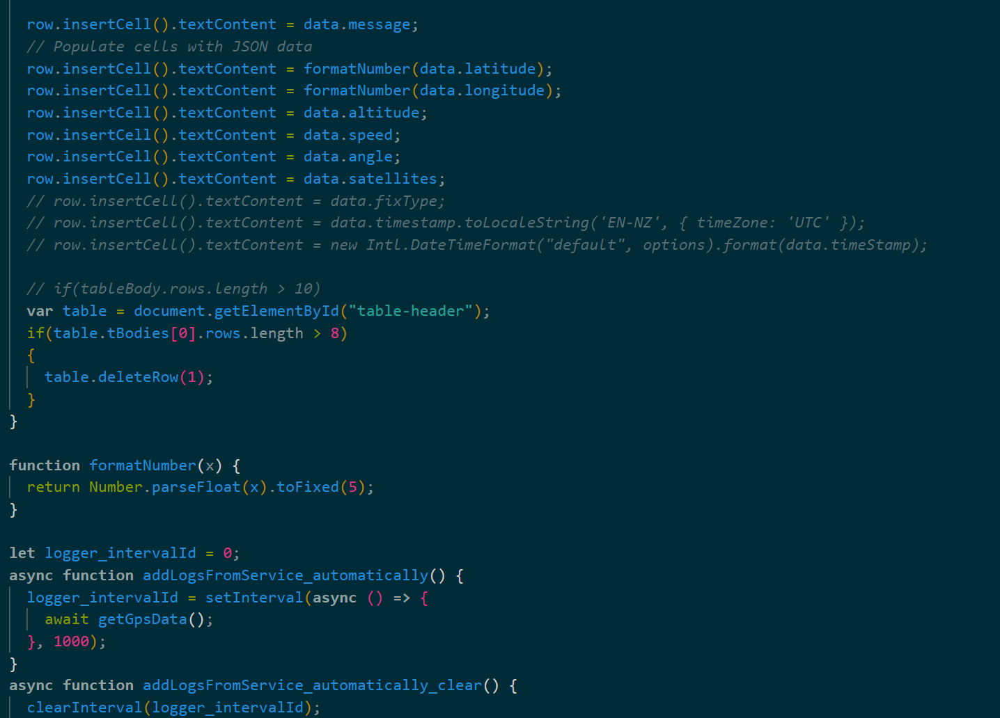 row.insertCell().textContent = data.message;
// Populate cells with JSON data
row.insertCell().textContent = formatNumber(data.latitude);
row.insertCell().textContent = formatNumber(data.longitude);
row.insertCell().textContent = data.altitude;
row.insertCell().textContent = data.speed;
row.insertCell().textContent = data.angle;
row.insertCell().textContent = data.satellites;
// row.insertCell().textContent = data.fixType;
// row.insertCell().textContent = data.timestamp.toLocaleString('EN-NZ', { timeZone: 'UTC' });
// row.insertCell().textContent = new Intl.DateTimeFormat("default", options).format(data.timeStamp);
// if(tableBody.rows.length > 10)
var table = document.getElementById("table-header");
if(table.tBodies[0].rows.length > 8)
{
table.deleteRow(1);
}
}
function formatNumber(x) {
return Number.parseFloat(x).toFixed(5);
}
let logger_intervalId = 0;
async function addLogsFromService_automatically() {
logger_intervalId = setInterval(async () => {
await getGpsData();
}, 1000);
}
async function addLogsFromService_automatically_clear() {
clearInterval(logger_intervalId);